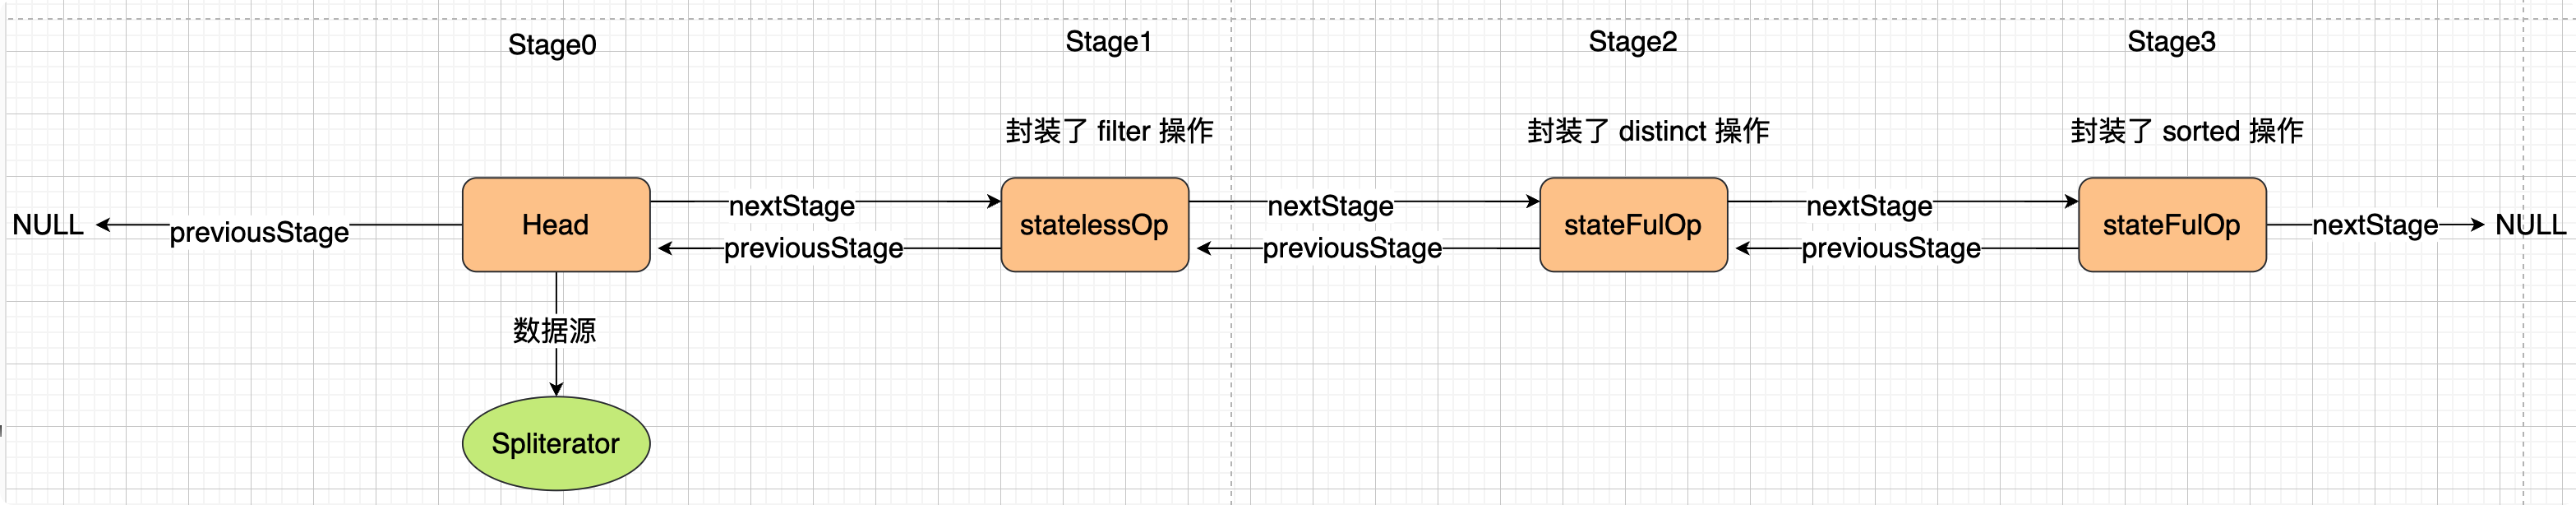 Stage0
Stage1
Stage2
Stage3
封装了 filter 操作
封装了 distinct 操作
封装了 sorted 操作
NULL
previousStage
Head
nextStage
previousStage
statelessOp
nextStage
previousStage
stateFulOp
nextStage
previousStage
stateFulOp
nextStage
NULL
数据源
Spliterator